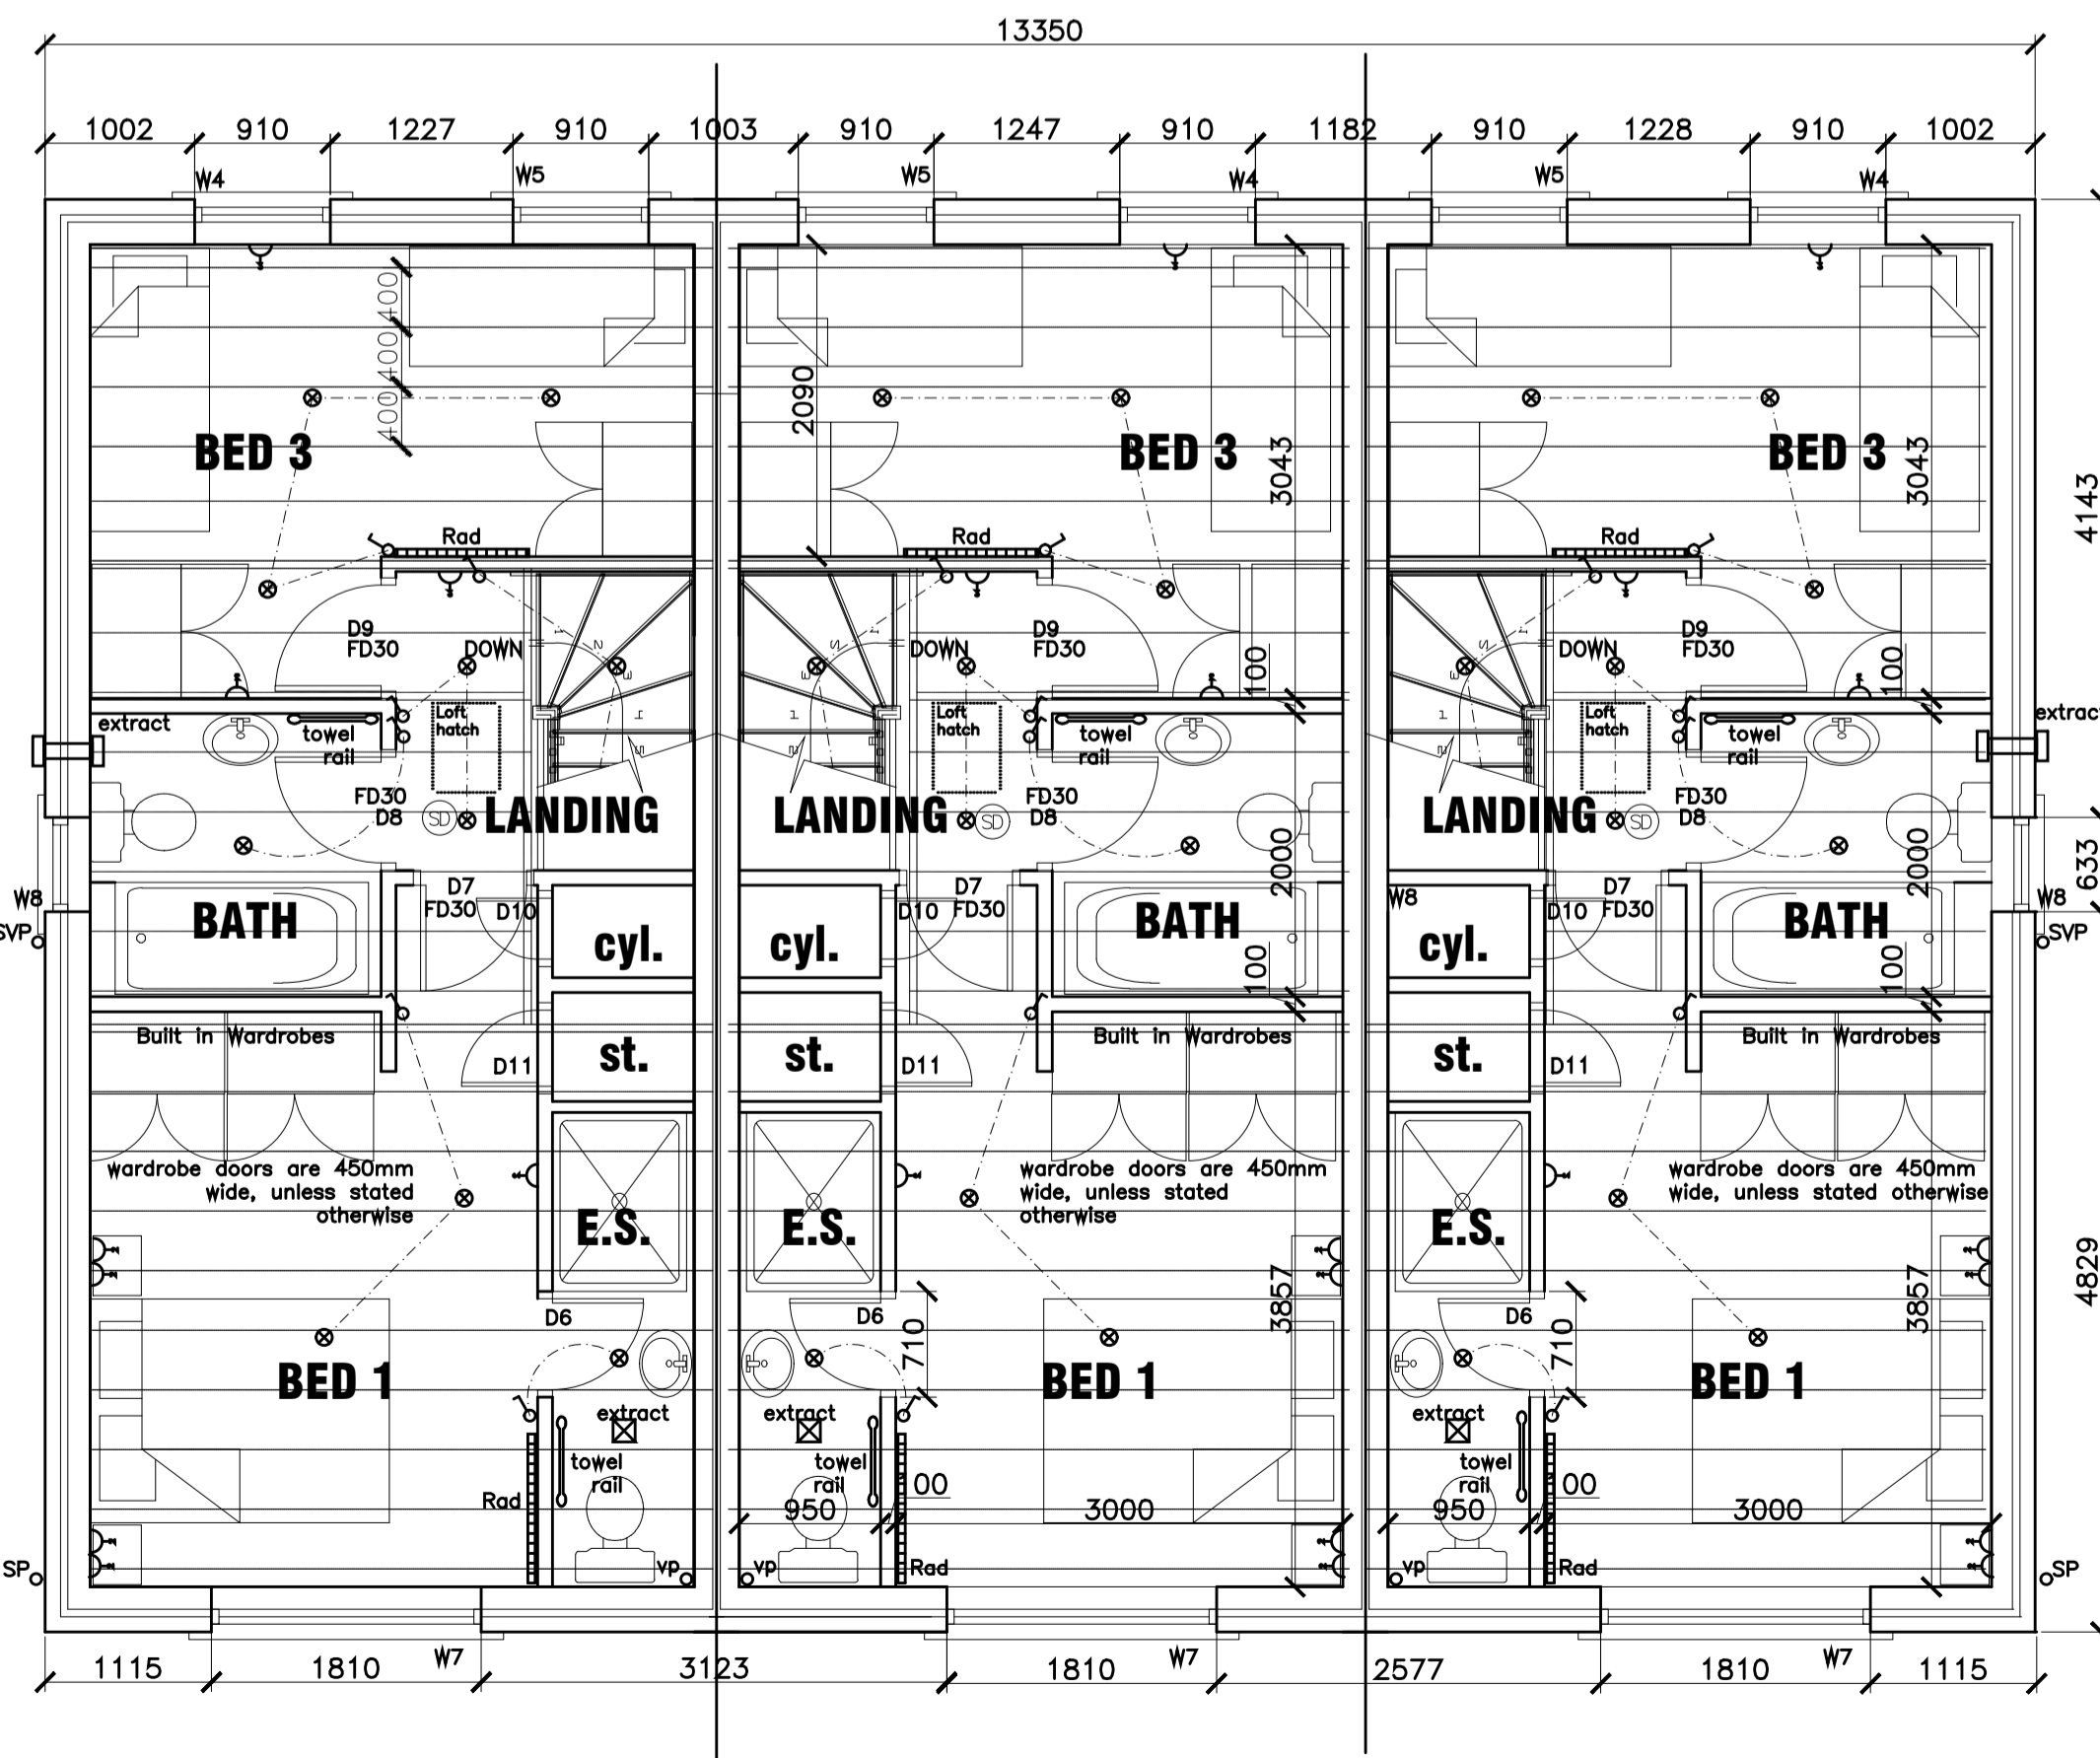 13350
1002 910 1227 910 1003 910 1247 910 1182 910 1228 910 1002
W4 W5 W5 W4 W5 W4
400 400 400
2090
BED 3 BED 3 BED 3
3043 3043
4143
Rad Rad Rad
D9 D9 D9
FD30 DOWN DOWN FD30 DOWN FD30
100 100
extract Loft Loft Loft extract
hatch hatch hatch
towel towel towel
rail rail rail
FD30 FD30 FD30
D8 SD LANDING LANDING SD D8 LANDING SD D8
2000 2000
633
D7 D7 D7
W8 FD30 D10 D10 FD30 W8 D10 FD30 W8
BATH BATH BATH
SVP SVP
cyl. cyl. cyl.
100 100
Built in Wardrobes Built in Wardrobes Built in Wardrobes
st. st. st.
D11 D11 D11
wardrobe doors are 450mm wardrobe doors are 450mm wardrobe doors are 450mm
wide, unless stated wide, unless stated wide, unless stated otherwise
otherwise otherwise
E.S. E.S. E.S.
3857 3857
4829
D6 D6 D6
710 710
BED 1 BED 1 BED 1
extract extract extract
towel towel towel
rail rail rail
Rad 00 00
950 3000 950 3000
SP vp vp Rad vp Rad SP
W7 W7 W7
1115 1810 3123 1810 2577 1810 1115